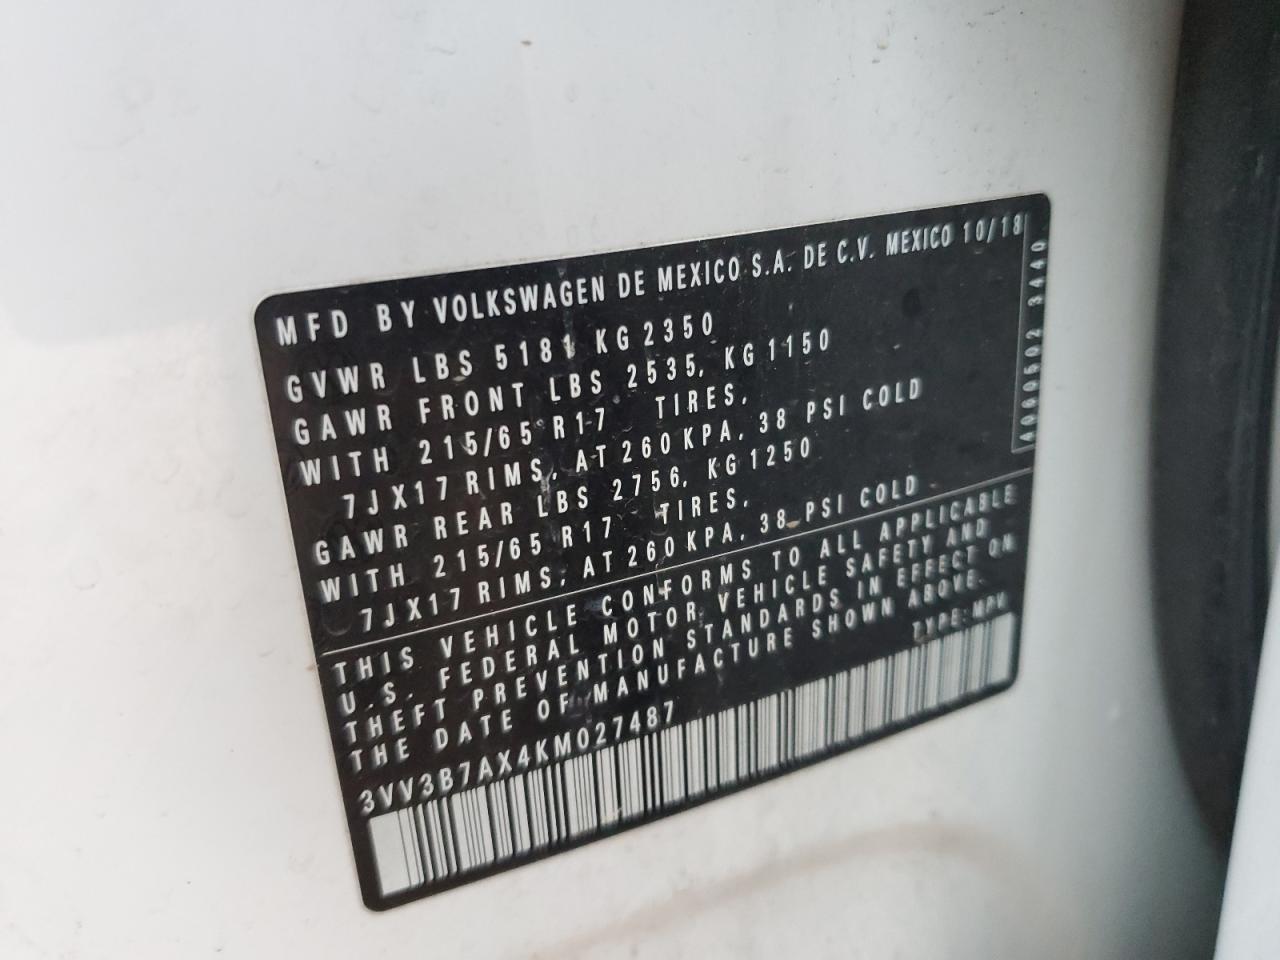 MFD BY VOLKSWAGEN DE MEXICO S.A. DE C.V. MEXICO 10/18
GVWR LBS 5181 KG 2350
GAWR FRONT LBS 2535, KG 1150
WITH 215/65 R17 TIRES,
7JX17 RIMS, AT 260 KPA, 38 PSI COLD
GAWR REAR LBS 2756, KG 1250
WITH 215/65 R17 TIRES,
7JX17 RIMS, AT 260 KPA, 38 PSI COLD
THIS VEHICLE CONFORMS TO ALL APPLICABLE
U.S. FEDERAL MOTOR VEHICLE SAFETY AND
THEFT PREVENTION STANDARDS IN EFFECT ON
THE DATE OF MANUFACTURE SHOWN ABOVE.
3VV3B7AX4KM027487 TYPE:MPV
3440